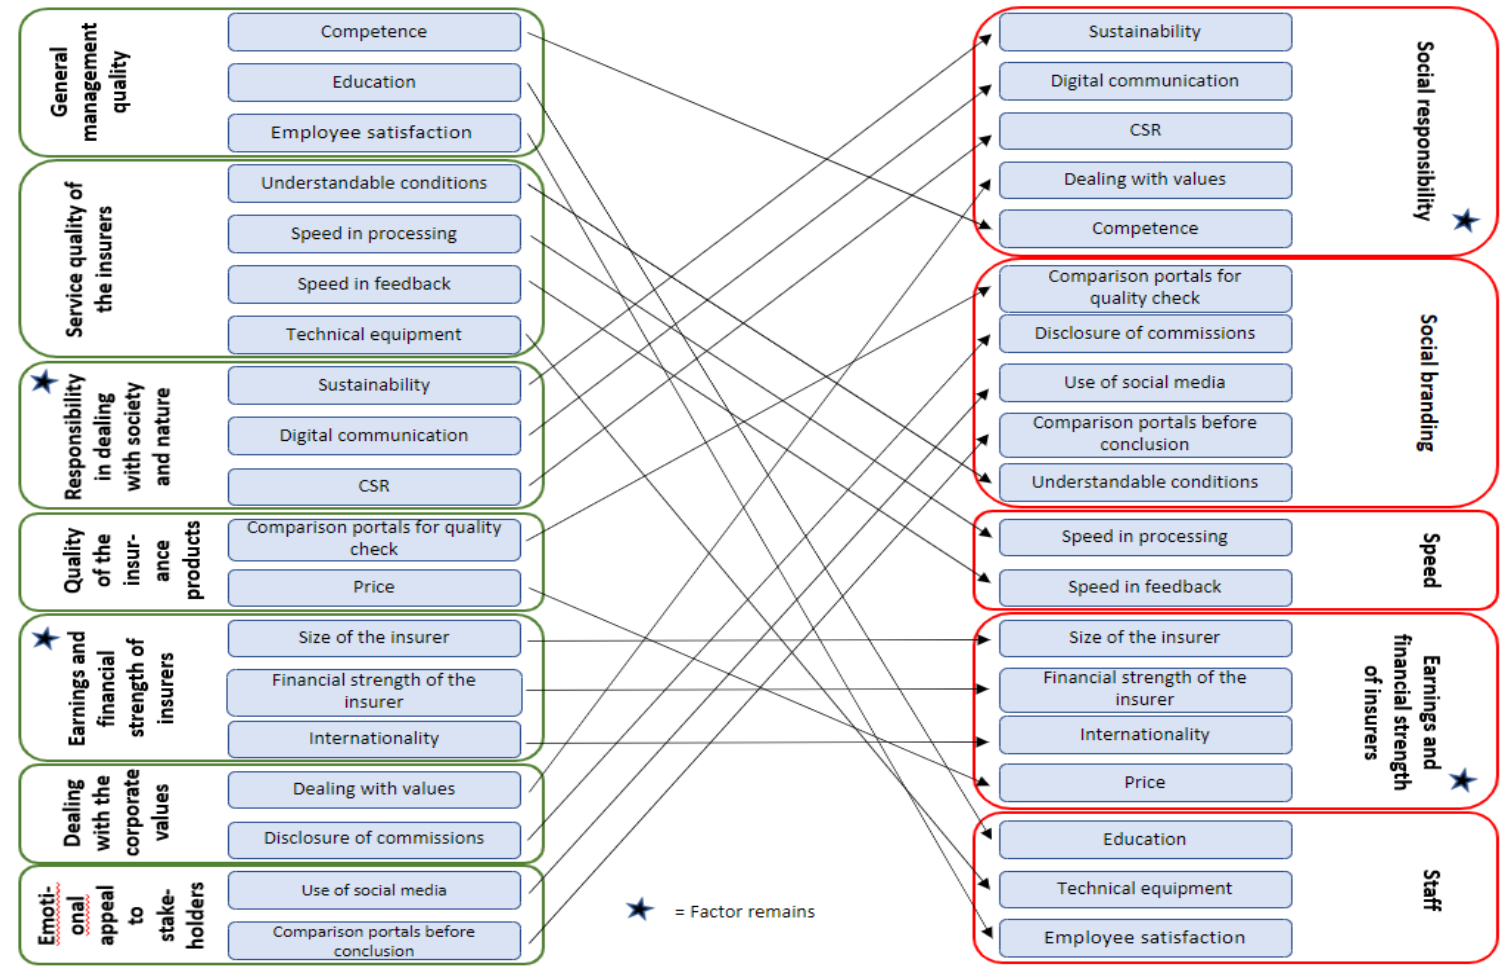 General
management
quality
Competence
Education
Employee satisfaction
Service quality of
the insurers
Understandable conditions
Speed in processing
Speed in feedback
Technical equipment
Responsibility
in dealing
with society
and nature
Sustainability
Digital communication
CSR
Quality
of the
insur-
ance
products
Comparison portals for quality
check
Price
Earnings and
financial
strength of
insurers
Size of the insurer
Financial strength of the
insurer
Internationality
Dealing
with the
corporate
values
Dealing with values
Disclosure of commissions
Emoti-
onal
appeal
to
stake-
holders
Use of social media
Comparison portals before
conclusion
Sustainability
Digital communication
CSR
Dealing with values
Competence
Social responsibility
Comparison portals for
quality check
Disclosure of commissions
Use of social media
Comparison portals before
conclusion
Understandable conditions
Social branding
Speed in processing
Speed in feedback
Speed
Size of the insurer
Financial strength of the
insurer
Internationality
Price
Earnings and
financial strength
of insurers
Education
Technical equipment
Employee satisfaction
Staff
= Factor remains